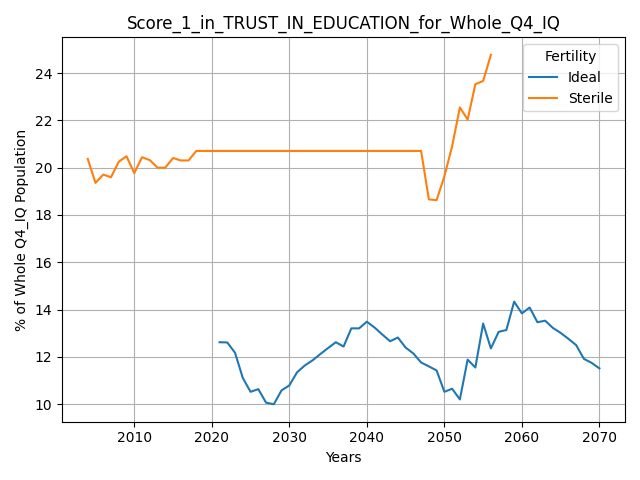 Score_1_in_TRUST_IN_EDUCATION_for_Whole_Q4_IQ
Fertility
Ideal
Sterile
% of Whole Q4_IQ Population
24
22
20
18
16
14
12
10
2010 2020 2030 2040 2050 2060 2070
Years